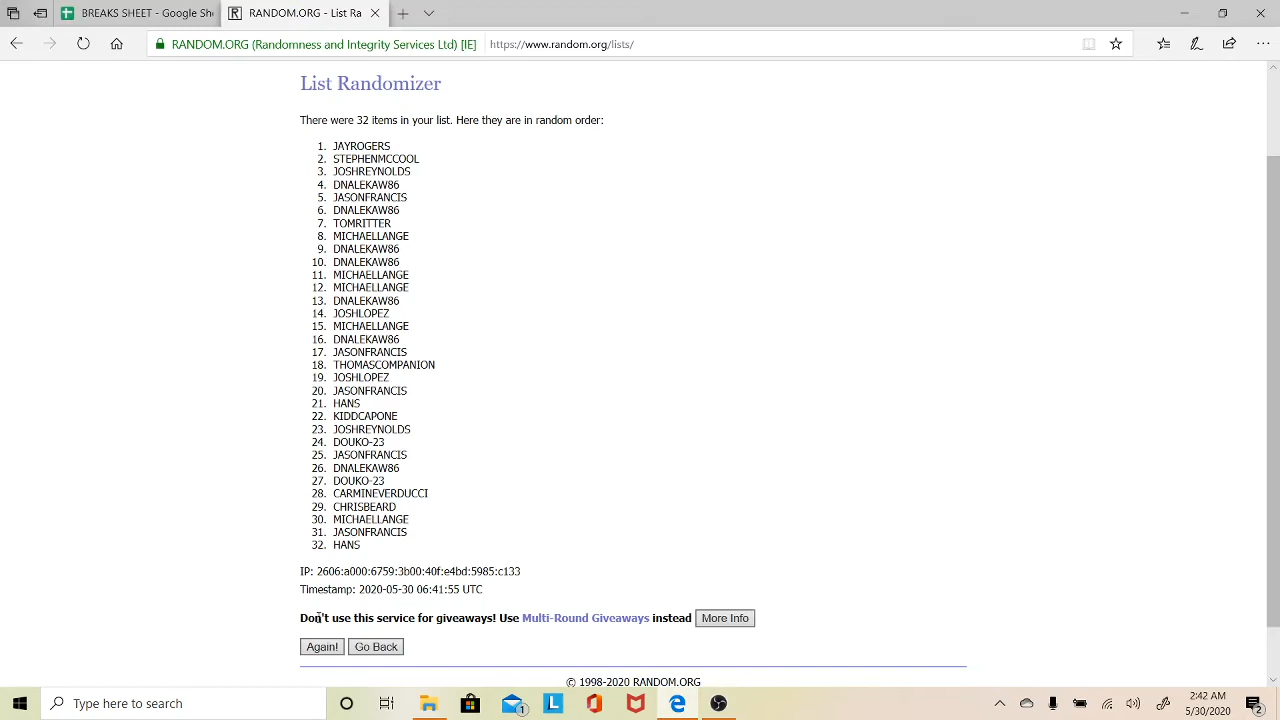 BREAKS SHEET - Google She
RANDOM.ORG - List Ra
RANDOM.ORG (Randomness and Integrity Services Ltd) [IE]
https://www.random.org/lists/
List Randomizer
There were 32 items in your list. Here they are in random order:
1. JAYROGERS
2. STEPHENMCCOOL
3. JOSHREYNOLDS
4. DNALEKAW86
5. JASONFRANCIS
6. DNALEKAW86
7. TOMRITTER
8. MICHAELLANGE
9. DNALEKAW86
10. DNALEKAW86
11. MICHAELLANGE
12. MICHAELLANGE
13. DNALEKAW86
14. JOSHLOPEZ
15. MICHAELLANGE
16. DNALEKAW86
17. JASONFRANCIS
18. THOMASCOMPANION
19. JOSHLOPEZ
20. JASONFRANCIS
21. HANS
22. KIDDCAPONE
23. JOSHREYNOLDS
24. DOUKO-23
25. JASONFRANCIS
26. DNALEKAW86
27. DOUKO-23
28. CARMINEVERDUCCI
29. CHRISBEARD
30. MICHAELLANGE
31. JASONFRANCIS
32. HANS
IP: 2606:a000:6759:3b00:40f:e4bd:5985:c133
Timestamp: 2020-05-30 06:41:55 UTC
Don't use this service for giveaways! Use Multi-Round Giveaways instead More Info
Again! Go Back
© 1998-2020 RANDOM.ORG
Type here to search
2:42 AM
5/30/2020